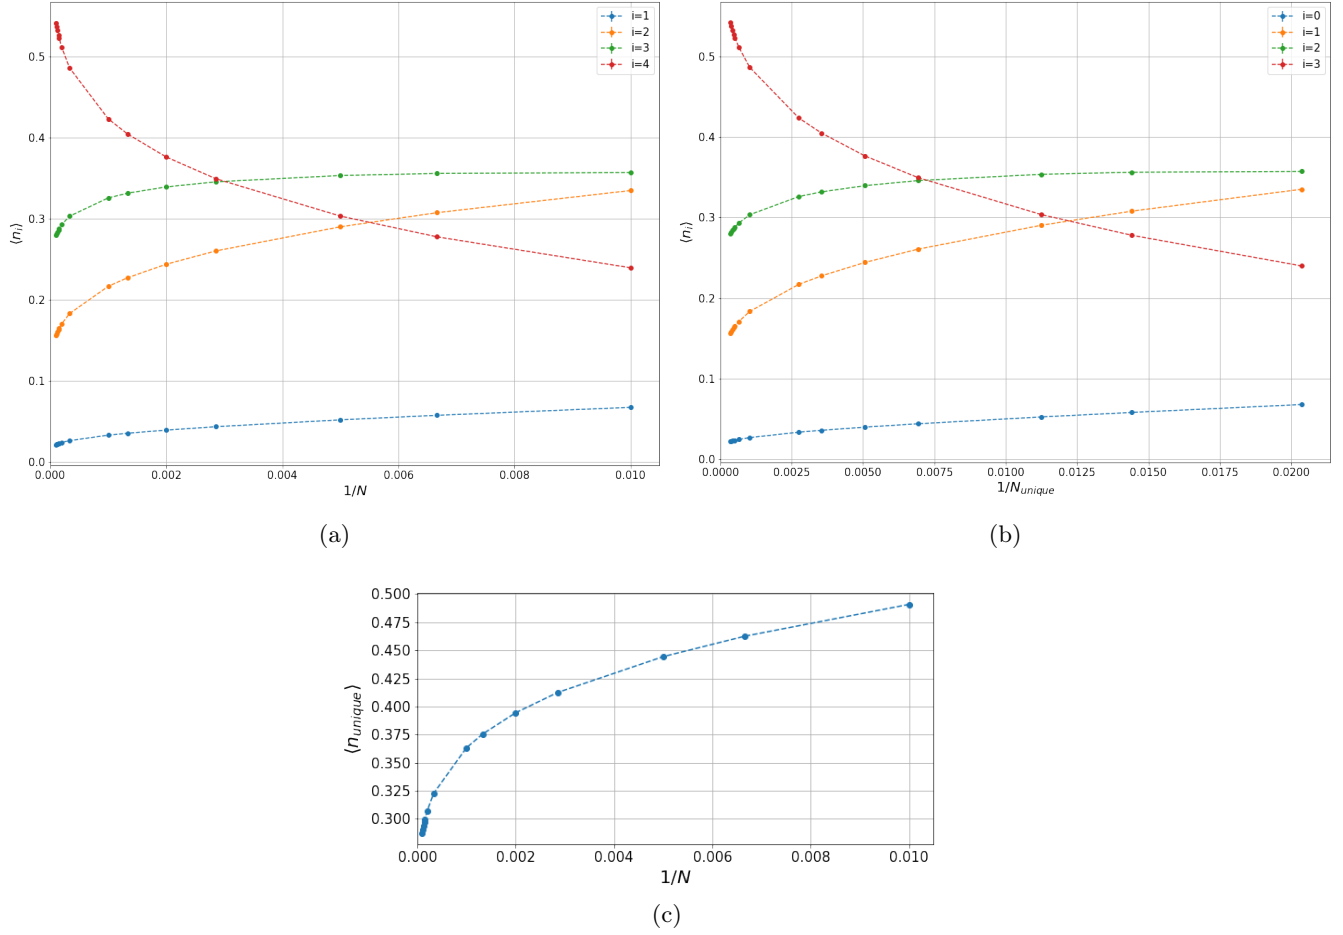 i=1
i=2
i=3
i=4
0.5
0.4
0.3
0.2
0.1
0.0
⟨n_i⟩
0.000 0.002 0.004 0.006 0.008 0.010
1/N
(a)
i=0
i=1
i=2
i=3
0.5
0.4
0.3
0.2
0.1
0.0
⟨n_i⟩
0.0000 0.0025 0.0050 0.0075 0.0100 0.0125 0.0150 0.0175 0.0200
1/N_unique
(b)
0.500
0.475
0.450
0.425
0.400
0.375
0.350
0.325
0.300
⟨n_unique⟩
0.000 0.002 0.004 0.006 0.008 0.010
1/N
(c)